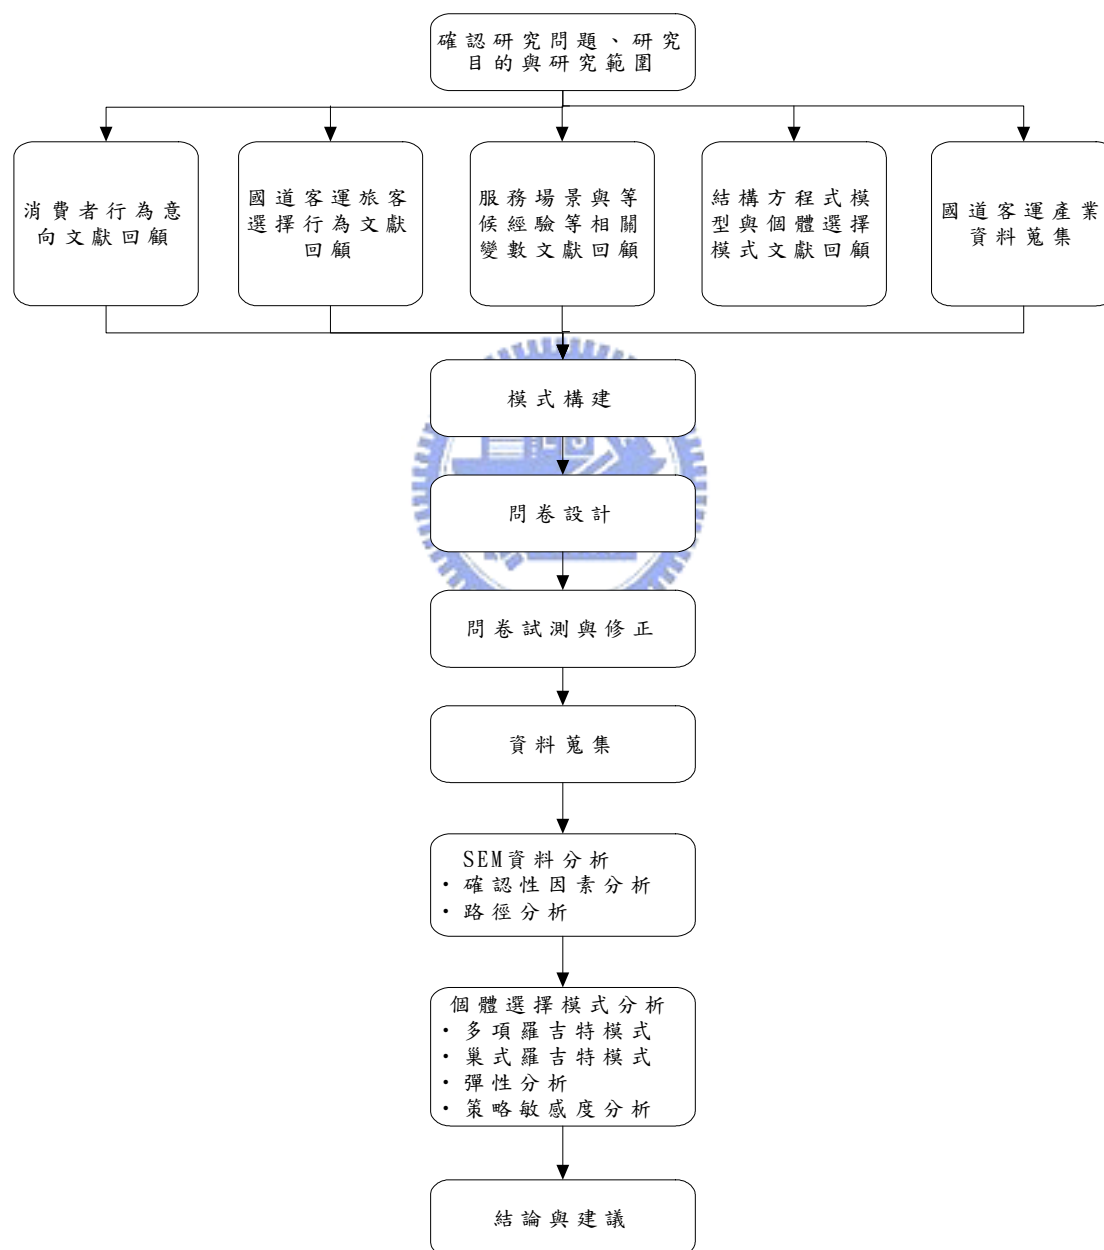 確認研究問題、研究
目的與研究範圍
消費者行為意
向文獻回顧
國道客運旅客
選擇行為文獻
回顧
服務場景與等
候經驗等相關
變數文獻回顧
結構方程式模
型與個體選擇
模式文獻回顧
國道客運產業
資料蒐集
模式構建
問卷設計
問卷試測與修正
資料蒐集
SEM資料分析
・確認性因素分析
・路徑分析
個體選擇模式分析
・多項羅吉特模式
・巢式羅吉特模式
・彈性分析
・策略敏感度分析
結論與建議